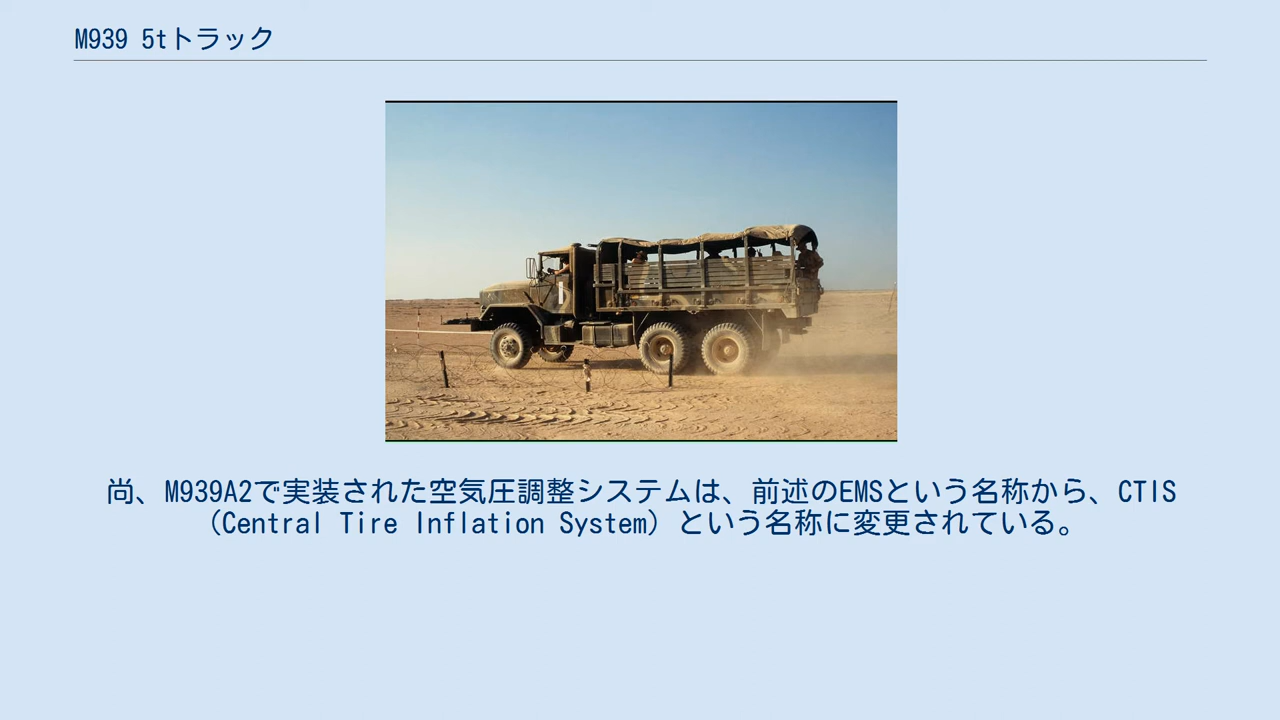 M939 5tトラック
尚、M939A2で実装された空気圧調整システムは、前述のEMSという名称から、CTIS
（Central Tire Inflation System）という名称に変更されている。